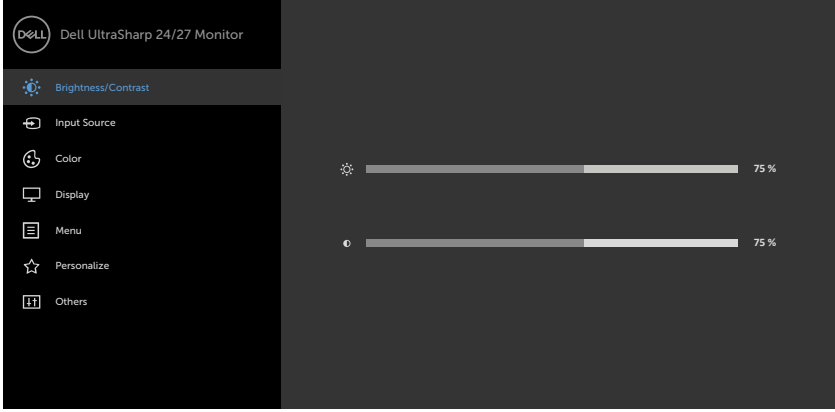 DELL
Dell UltraSharp 24/27 Monitor
Brightness/Contrast
Input Source
Color
Display
Menu
Personalize
Others
75 %
75 %